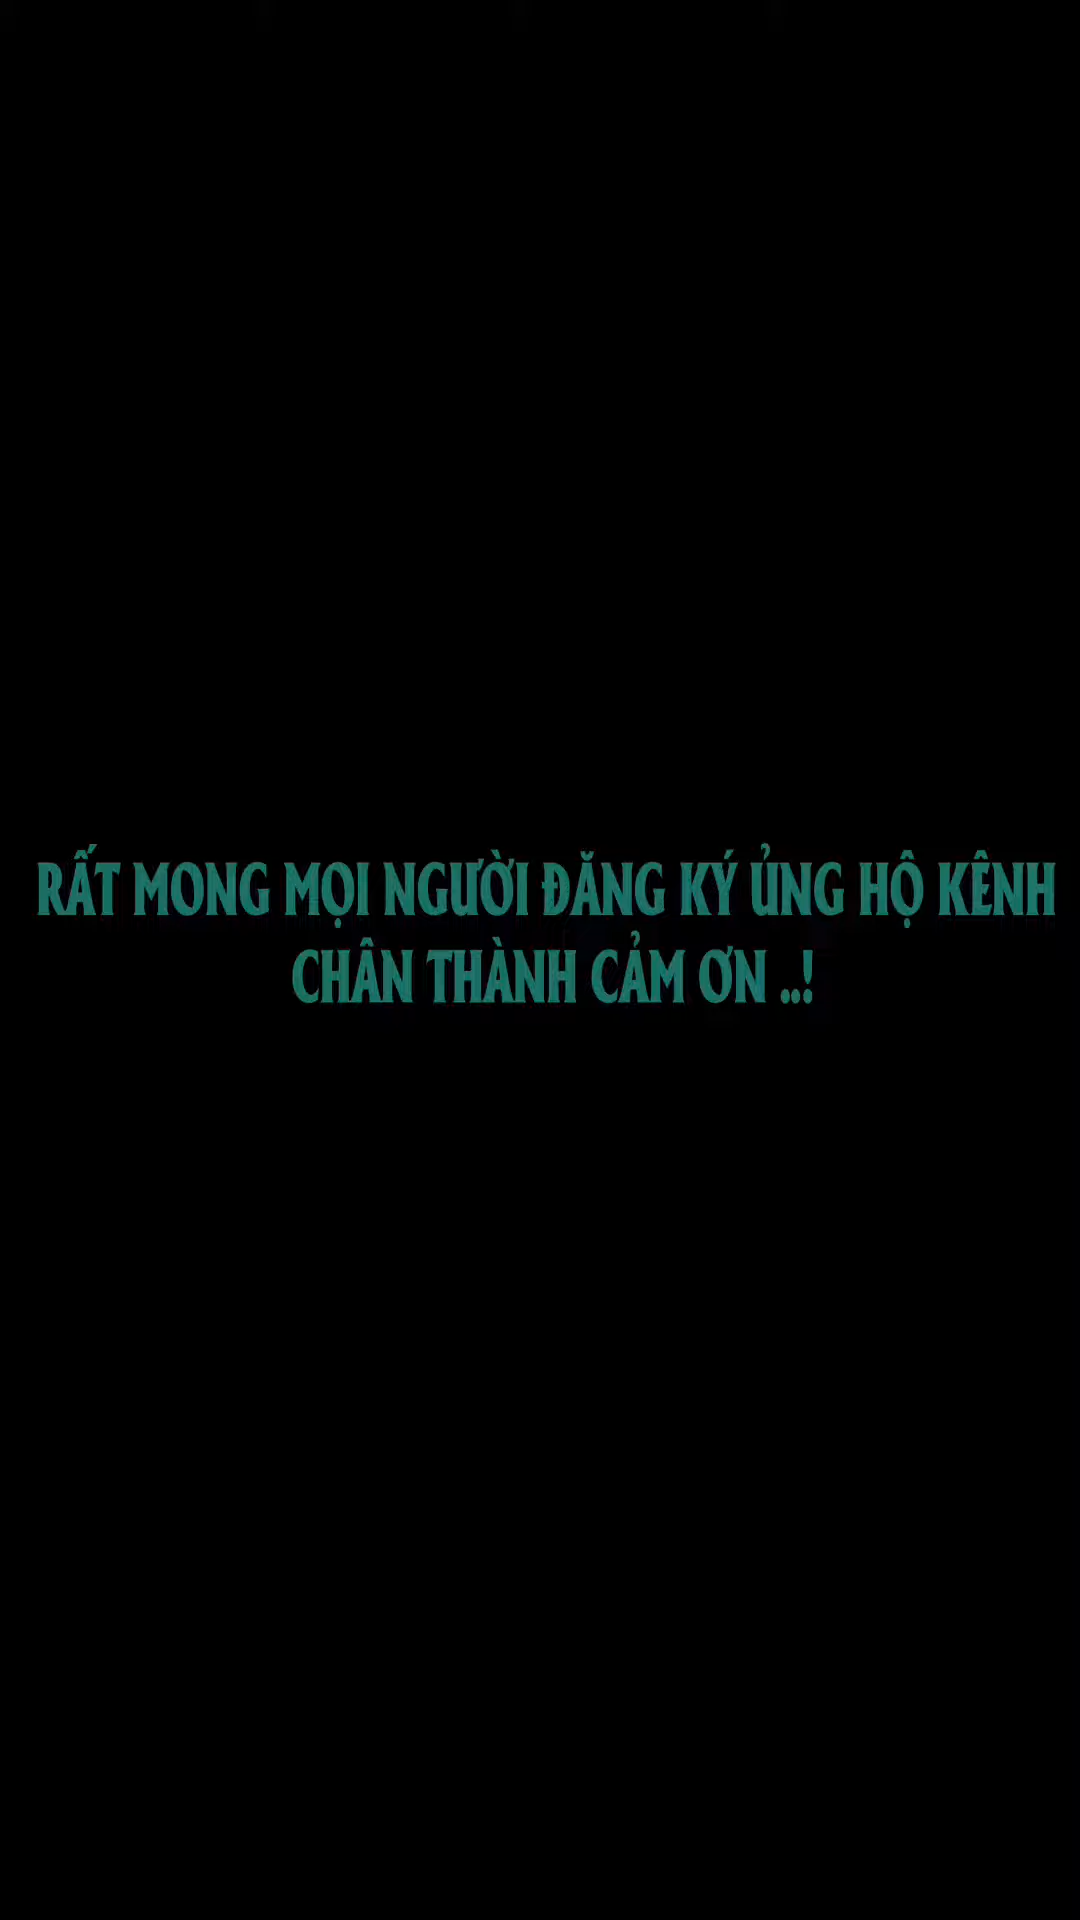 RẤT MONG MỌI NGƯỜI ĐĂNG KÝ ỦNG HỘ KÊNH
CHÂN THÀNH CẢM ƠN ..!